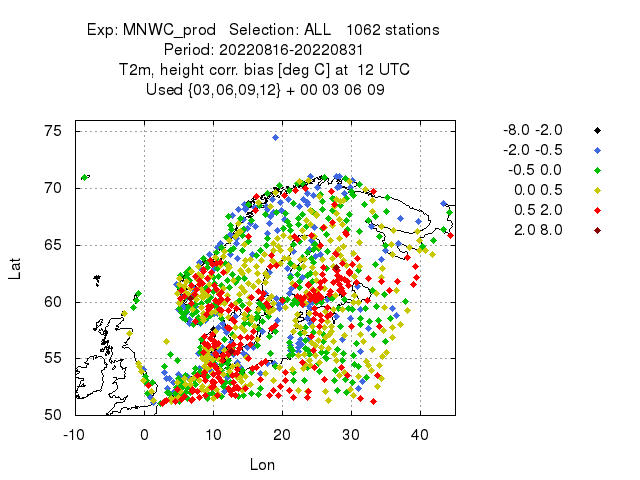 Exp: MNWC_prod Selection: ALL 1062 stations
Period: 20220816-20220831
T2m, height corr. bias [deg C] at 12 UTC
Used {03,06,09,12} + 00 03 06 09
-8.0 -2.0
-2.0 -0.5
-0.5 0.0
0.0 0.5
0.5 2.0
2.0 8.0
75
70
65
60
55
50
Lat
-10 0 10 20 30 40
Lon